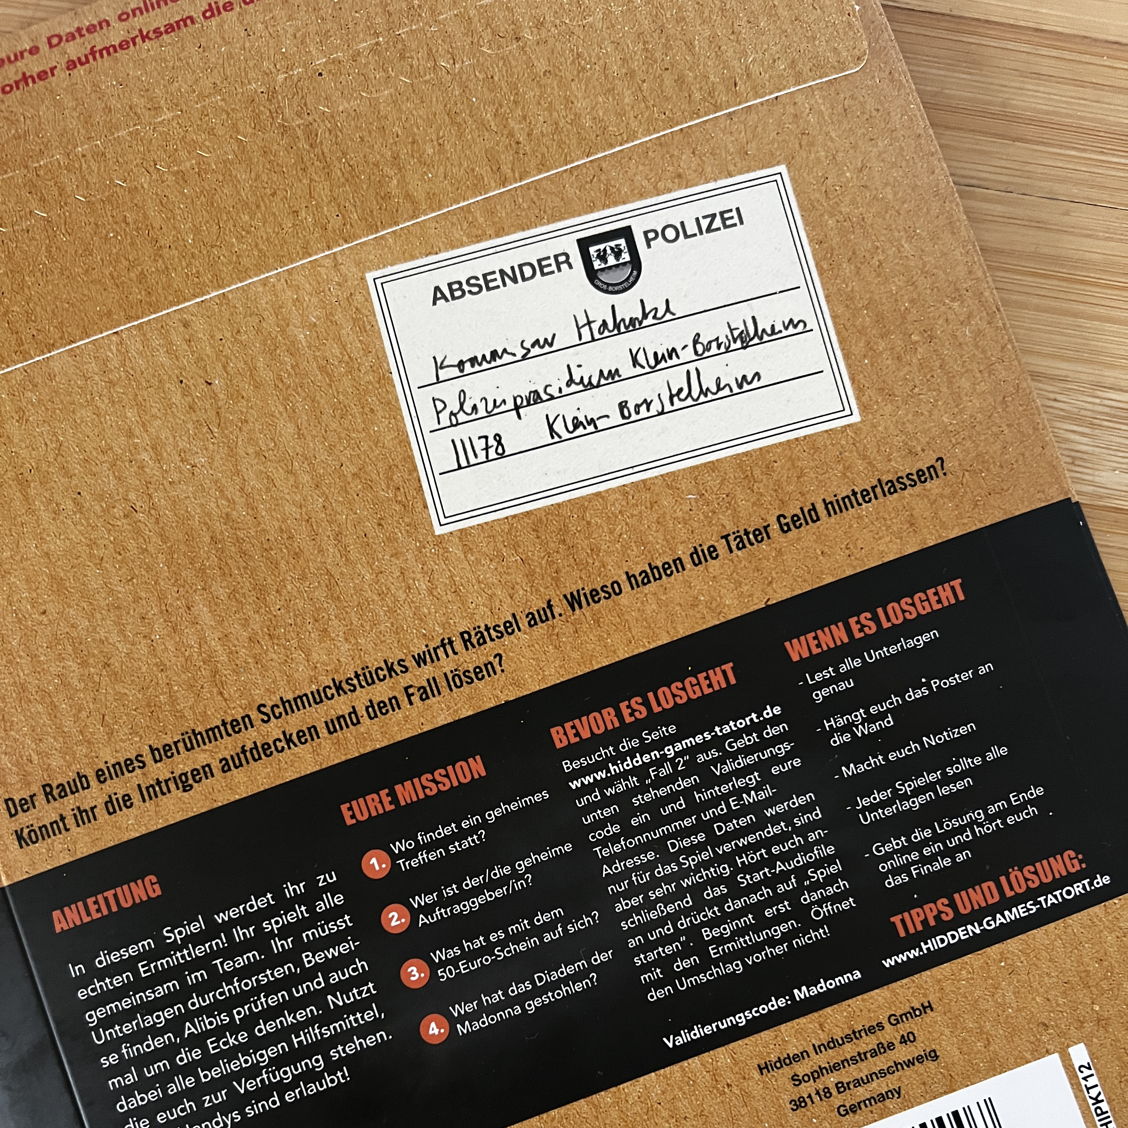 eure Daten online
vorher aufmerksam die
ABSENDER POLIZEI
Kommissar
Polizeipräsidium Klein-Borstelheim
11178 Klein-Borstelheim
Der Raub eines berühmten Schmuckstücks wirft Rätsel auf. Wieso haben die Täter Geld hinterlassen?
Könnt ihr die Intrigen aufdecken und den Fall lösen?
ANLEITUNG
In diesem Spiel werdet ihr zu
echten Ermittlern! Ihr spielt alle
gemeinsam im Team. Ihr müsst
Unterlagen durchforsten, Bewei-
se finden, Alibis prüfen und auch
mal um die Ecke denken. Nutzt
dabei alle beliebigen Hilfsmittel,
die euch zur Verfügung stehen.
Handys sind erlaubt!
EURE MISSION
1. Wo findet ein geheimes
Treffen statt?
2. Wer ist der/die geheime
Auftraggeber/in?
3. Was hat es mit dem
50-Euro-Schein auf sich?
4. Wer hat das Diadem der
Madonna gestohlen?
BEVOR ES LOSGEHT
Besucht die Seite
www.hidden-games-tatort.de
und wählt „Fall 2" aus. Gebt den
unten stehenden Validierungs-
code ein und hinterlegt eure
Telefonnummer und E-Mail-
Adresse. Diese Daten werden
nur für das Spiel verwendet, sind
aber sehr wichtig. Hört euch an-
schließend das Start-Audiofile
an und drückt danach auf „Spiel
starten". Beginnt erst danach
mit den Ermittlungen. Öffnet
den Umschlag vorher nicht!
Validierungscode: Madonna
WENN ES LOSGEHT
- Lest alle Unterlagen
genau
- Hängt euch das Poster an
die Wand
- Macht euch Notizen
- Jeder Spieler sollte alle
Unterlagen lesen
- Gebt die Lösung am Ende
online ein und hört euch
das Finale an
TIPPS UND LÖSUNG:
www.HIDDEN-GAMES-TATORT.de
Hidden Industries GmbH
Sophienstraße 40
38118 Braunschweig
Germany
HIPKT12